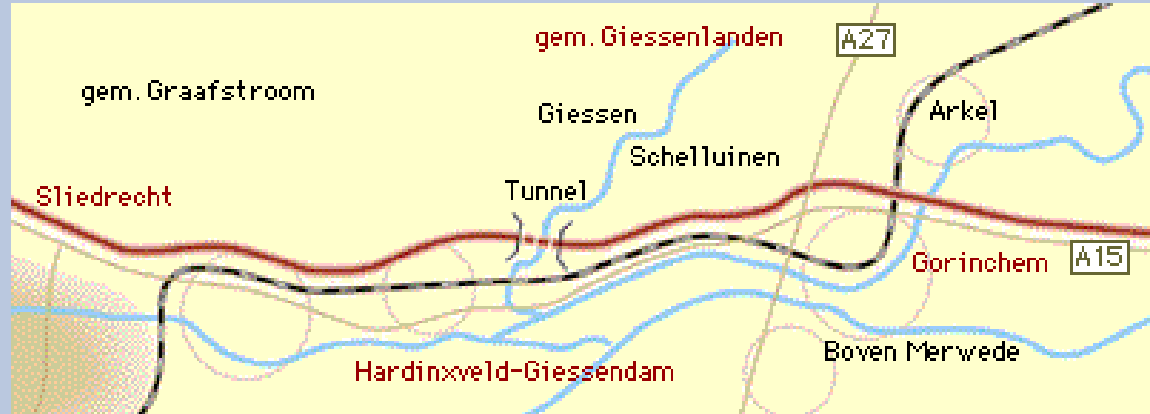 gem. Giessenlanden
A27
gem. Graafstroom
Giessen
Arkel
Schelluinen
Sliedrecht
Tunnel
Gorinchem
A15
Boven Merwede
Hardinxveld-Giessendam